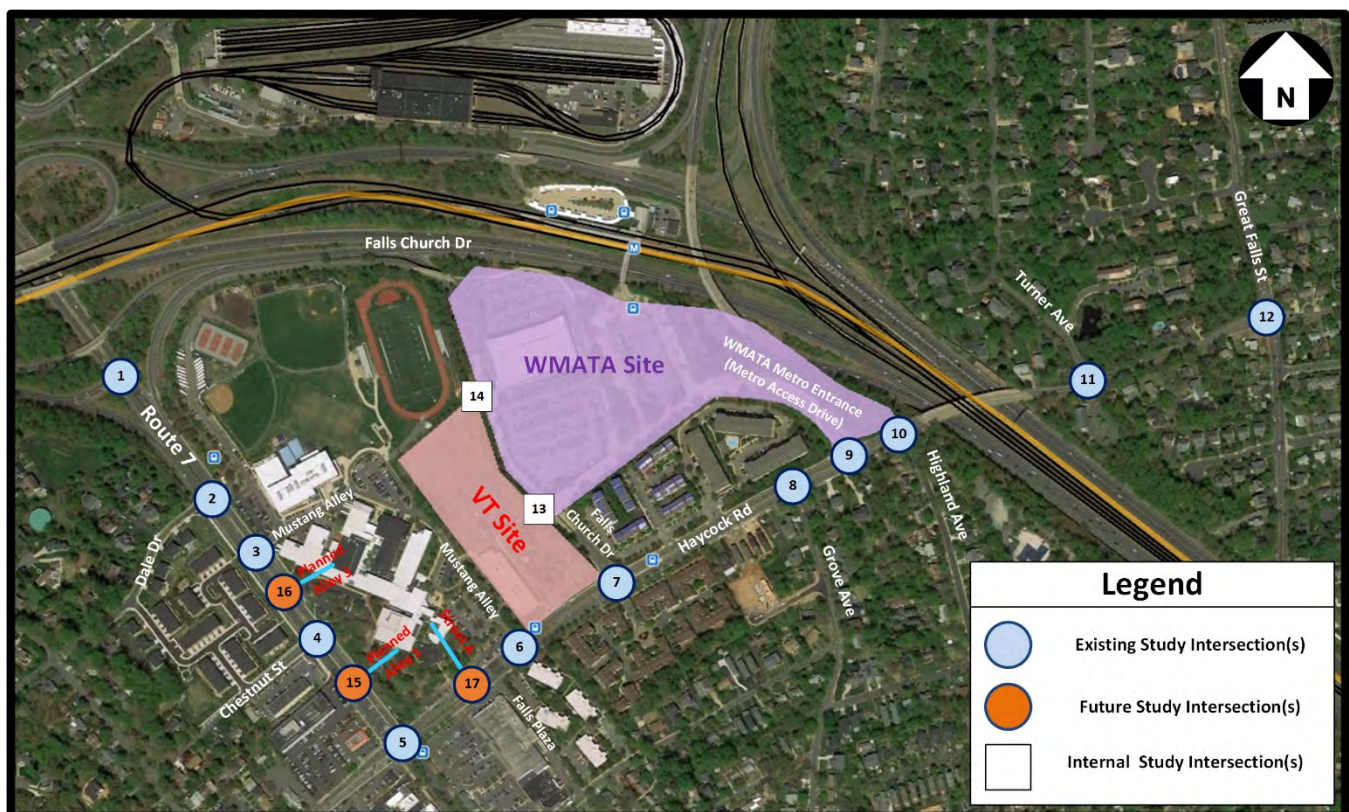 N
Great Falls St
Falls Church Dr
Turner Ave
12
1
WMATA Site
WMATA Metro Entrance
(Metro Access Drive)
11
14
10
Route 7
9
Highland Ave
8
2
VT Site
13
Falls
Church Dr
Haycock Rd
Mustang Alley
Dale Dr
3
Planned
Alley 3
16
Mustang Alley
7
Grove Ave
4
6
Planned
Alley 1
Street A
Chestnut St
15
17
Falls Plaza
5
M
Legend
Existing Study Intersection(s)
Future Study Intersection(s)
Internal Study Intersection(s)